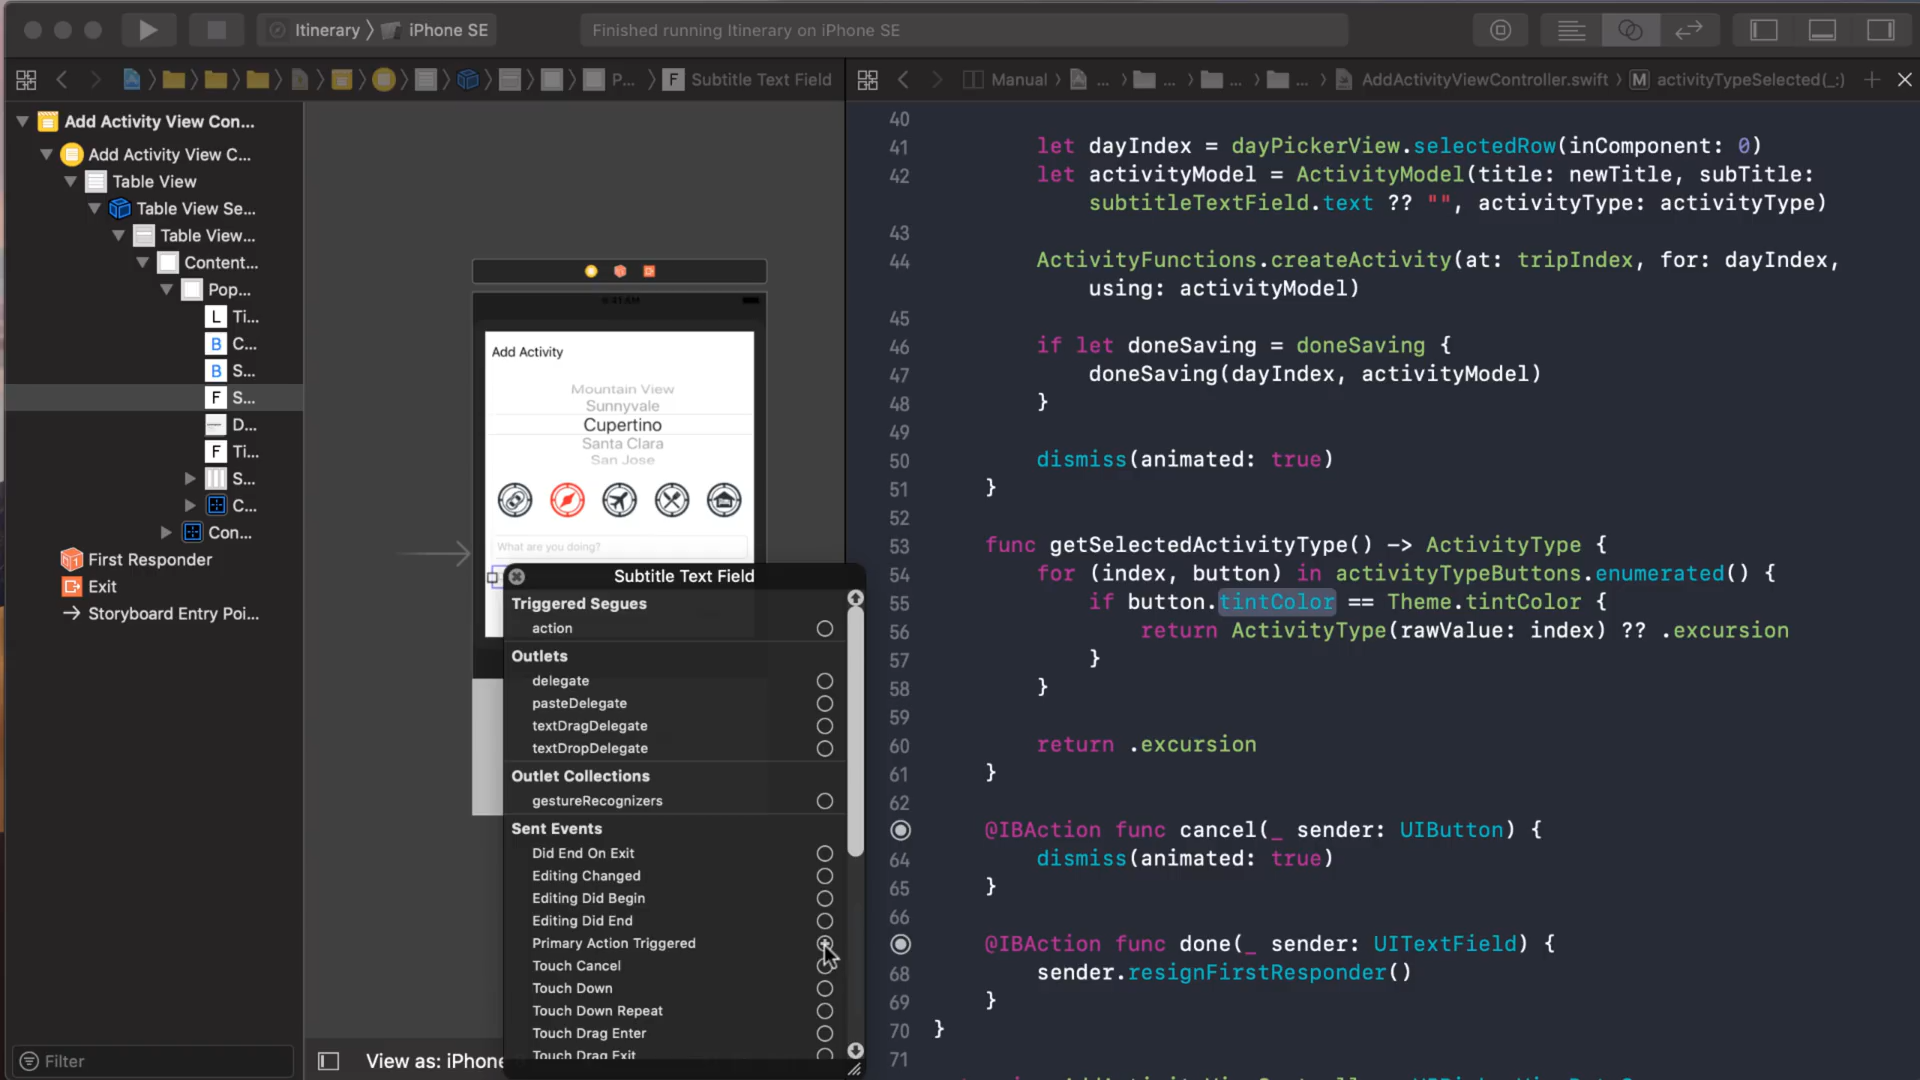 Itinerary 〉 iPhone SE
Finished running Itinerary on iPhone SE
P... 〉 F Subtitle Text Field
Manual 〉 ... 〉 ... 〉 ... 〉 ... 〉 AddActivityViewController.swift 〉 M activityTypeSelected(_:)
Add Activity View Con...
Add Activity View C...
Table View
Table View Se...
Table View...
Content...
Pop...
L Ti...
B C...
B S...
F S...
D...
F Ti...
S...
C...
Con...
First Responder
Exit
Storyboard Entry Poi...
Filter
9:41 AM
Add Activity
Mountain View
Sunnyvale
Cupertino
Santa Clara
San Jose
What are you doing?
Subtitle Text Field
Triggered Segues
action
Outlets
delegate
pasteDelegate
textDragDelegate
textDropDelegate
Outlet Collections
gestureRecognizers
Sent Events
Did End On Exit
Editing Changed
Editing Did Begin
Editing Did End
Primary Action Triggered
Touch Cancel
Touch Down
Touch Down Repeat
Touch Drag Enter
Touch Drag Exit
View as: iPhone
40
41 let dayIndex = dayPickerView.selectedRow(inComponent: 0)
42 let activityModel = ActivityModel(title: newTitle, subTitle:
subtitleTextField.text ?? "", activityType: activityType)
43
44 ActivityFunctions.createActivity(at: tripIndex, for: dayIndex,
using: activityModel)
45
46 if let doneSaving = doneSaving {
47 doneSaving(dayIndex, activityModel)
48 }
49
50 dismiss(animated: true)
51 }
52
53 func getSelectedActivityType() -> ActivityType {
54 for (index, button) in activityTypeButtons.enumerated() {
55 if button.tintColor == Theme.tintColor {
56 return ActivityType(rawValue: index) ?? .excursion
57 }
58 }
59
60 return .excursion
61 }
62
@IBAction func cancel(_ sender: UIButton) {
64 dismiss(animated: true)
65 }
66
@IBAction func done(_ sender: UITextField) {
68 sender.resignFirstResponder()
69 }
70 }
71